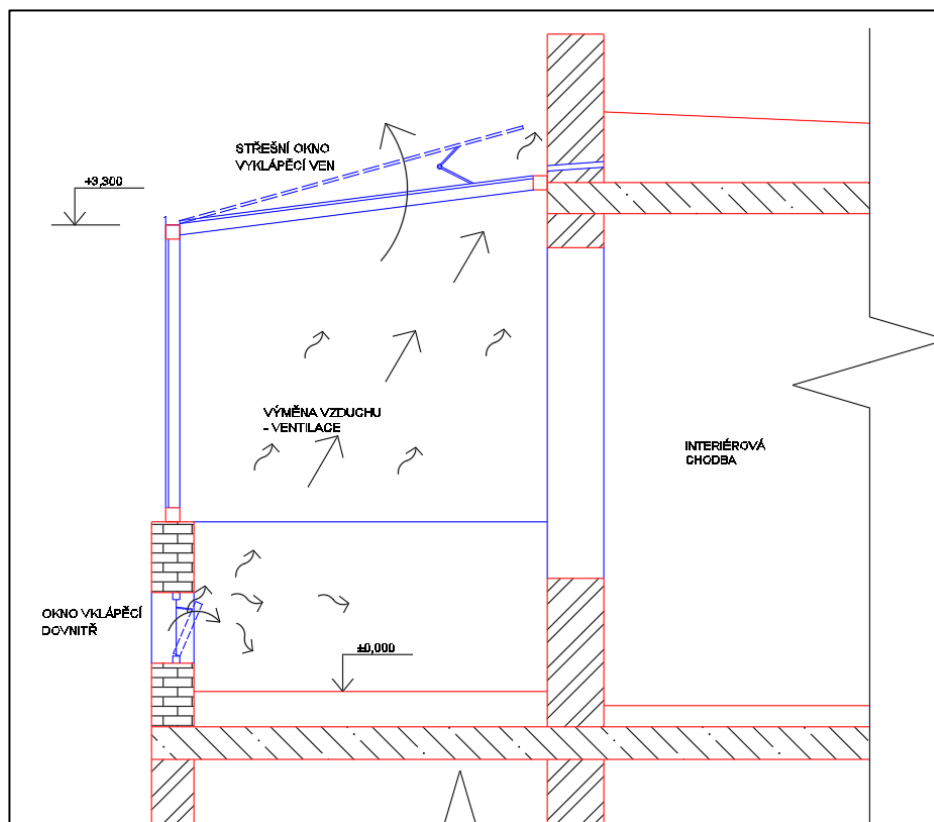 STŘEŠNÍ OKNO
VYKLÁPĚCÍ VEN
+3,300
VÝMĚNA VZDUCHU
- VENTILACE
INTERIÉROVÁ
CHODBA
OKNO VKLÁPĚCÍ
DOVNITŘ
±0,000